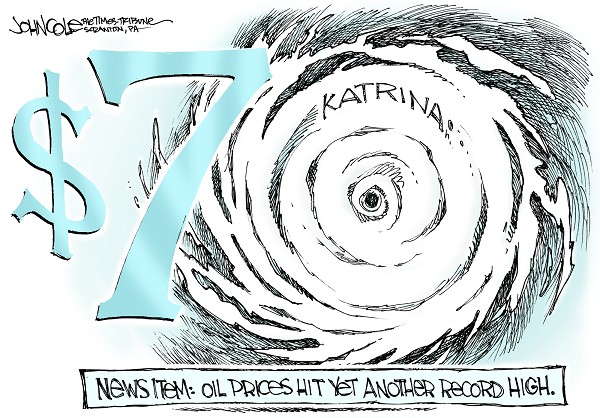 JOHN COLE THE TIMES-TRIBUNE
SCRANTON, PA
$7
KATRINA...
NEWS ITEM: OIL PRICES HIT YET ANOTHER RECORD HIGH.